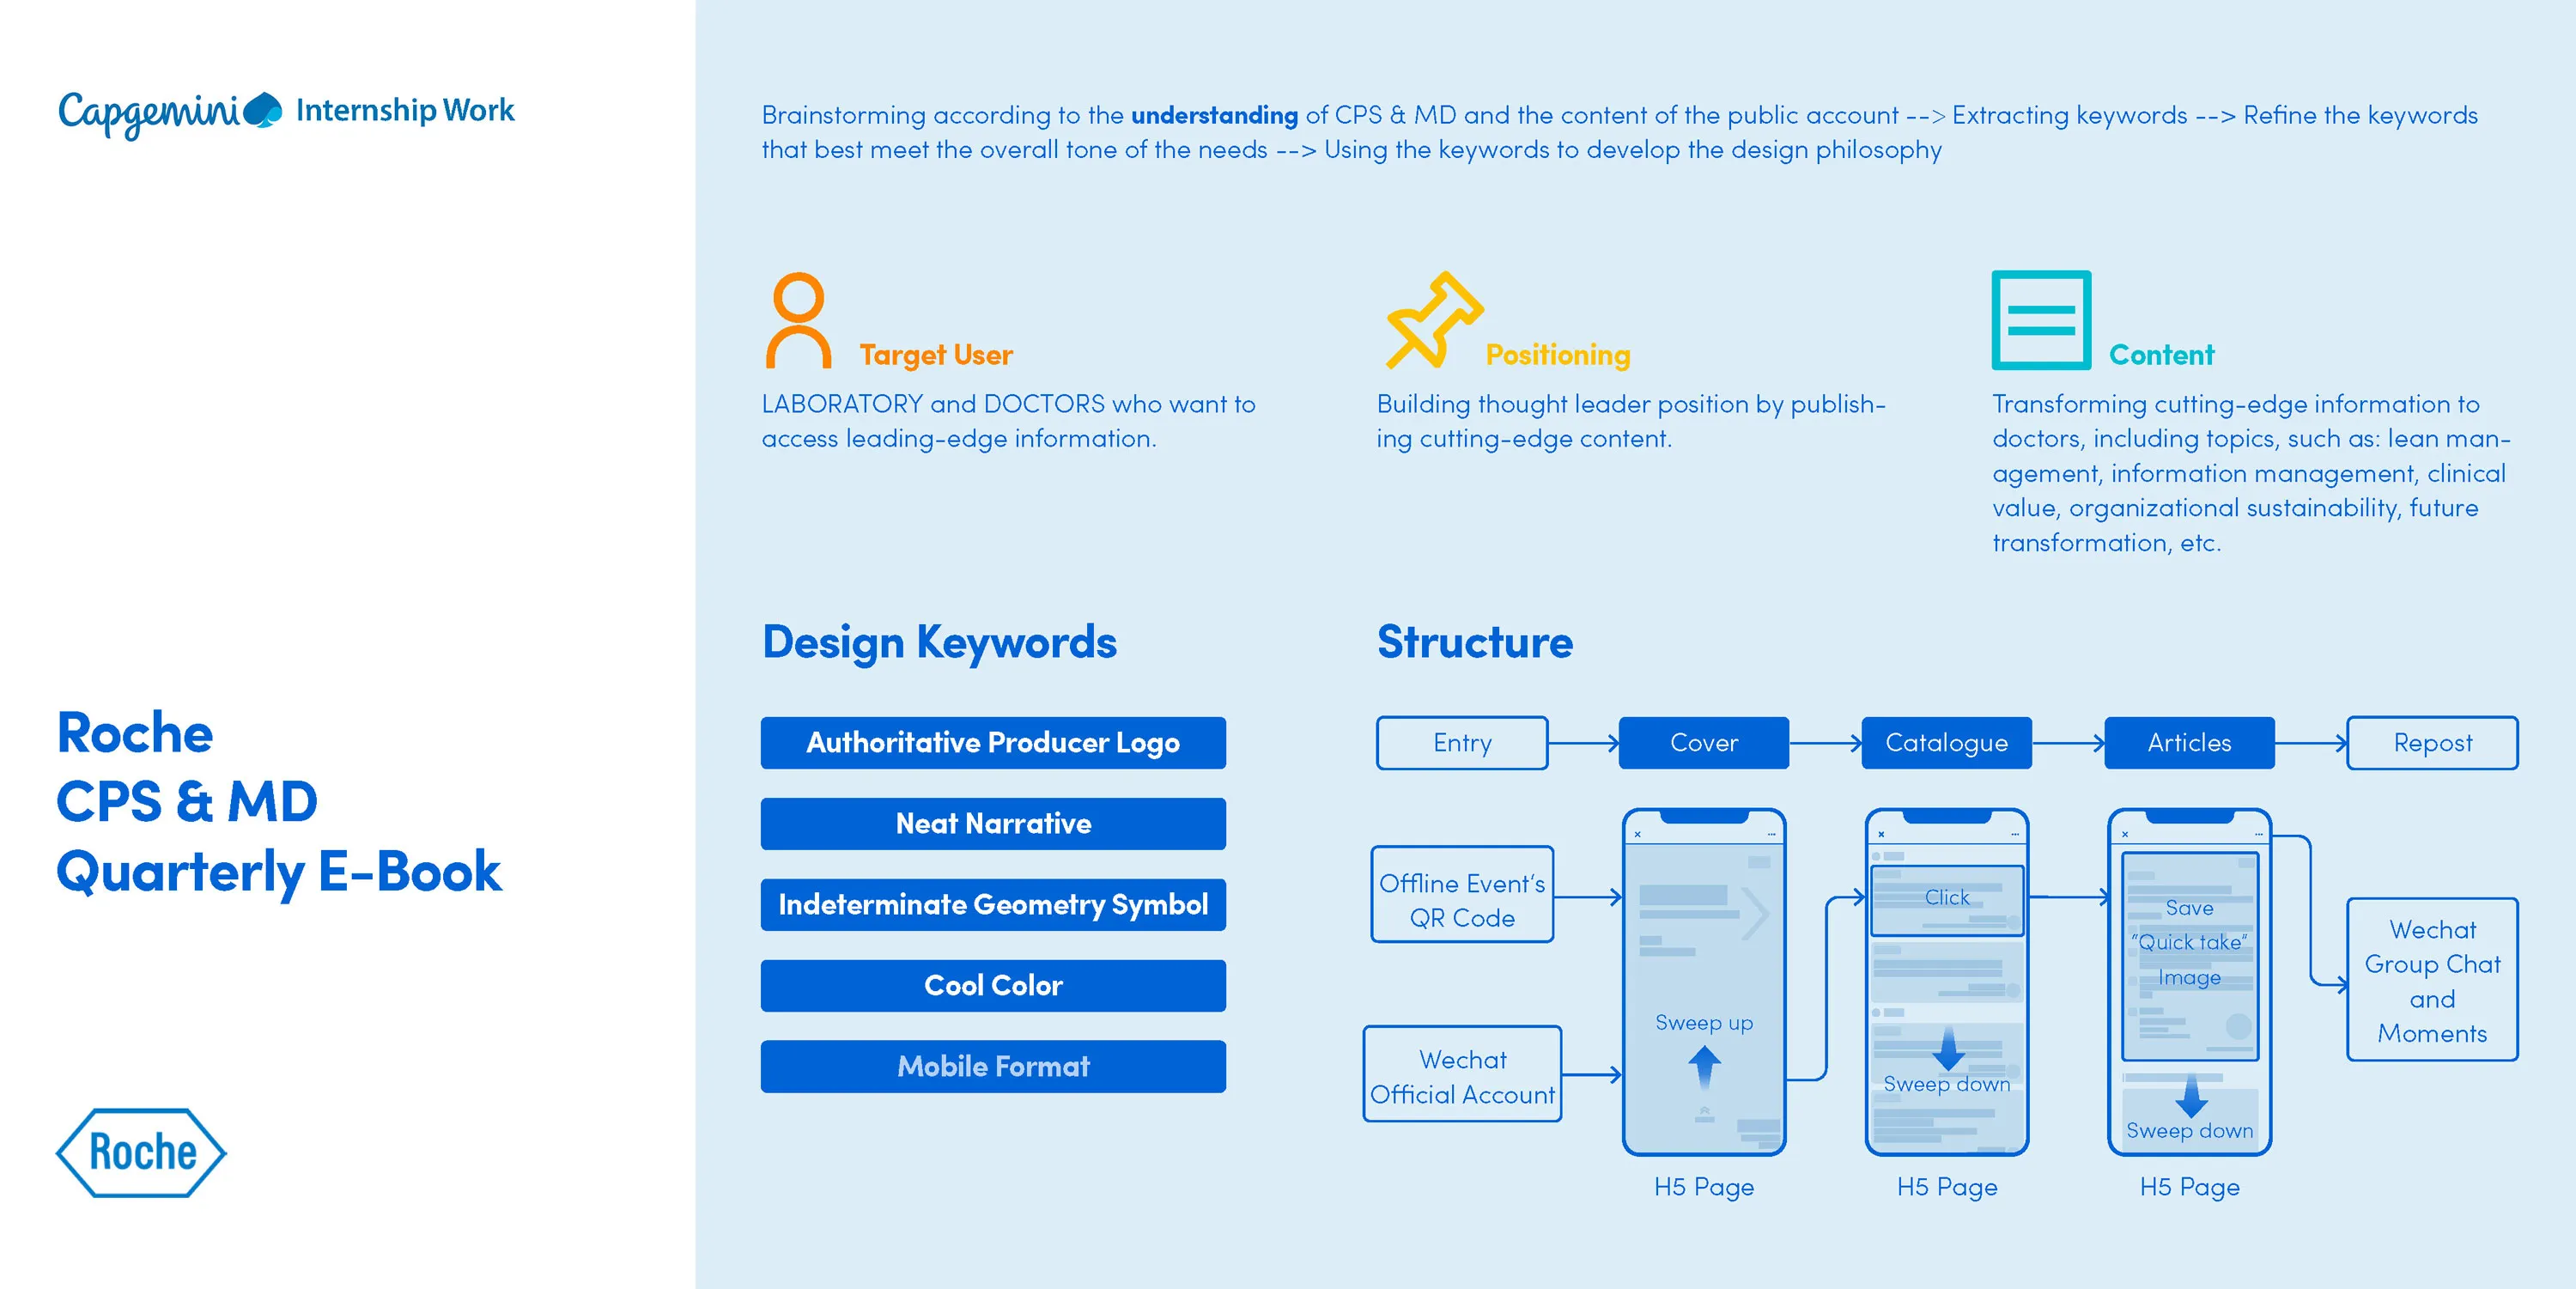 Capgemini Internship Work
Roche
CPS & MD
Quarterly E-Book
Roche
Brainstorming according to the understanding of CPS & MD and the content of the public account --> Extracting keywords --> Refine the keywords
that best meet the overall tone of the needs --> Using the keywords to develop the design philosophy
Target User
LABORATORY and DOCTORS who want to
access leading-edge information.
Positioning
Building thought leader position by publish-
ing cutting-edge content.
Content
Transforming cutting-edge information to
doctors, including topics, such as: lean man-
agement, information management, clinical
value, organizational sustainability, future
transformation, etc.
Design Keywords
Authoritative Producer Logo
Neat Narrative
Indeterminate Geometry Symbol
Cool Color
Mobile Format
Structure
Entry
Cover
Catalogue
Articles
Repost
Offline Event's
QR Code
Wechat
Official Account
Sweep up
H5 Page
Click
Sweep down
H5 Page
Save
"Quick take"
Image
Sweep down
H5 Page
Wechat
Group Chat
and
Moments